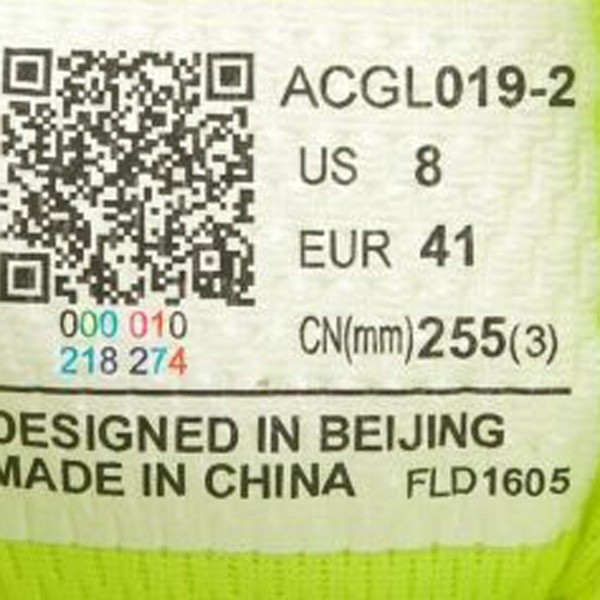 ACGL019-2
US 8
EUR 41
CN(mm)255(3)
000 010
218 274
DESIGNED IN BEIJING
MADE IN CHINA FLD1605